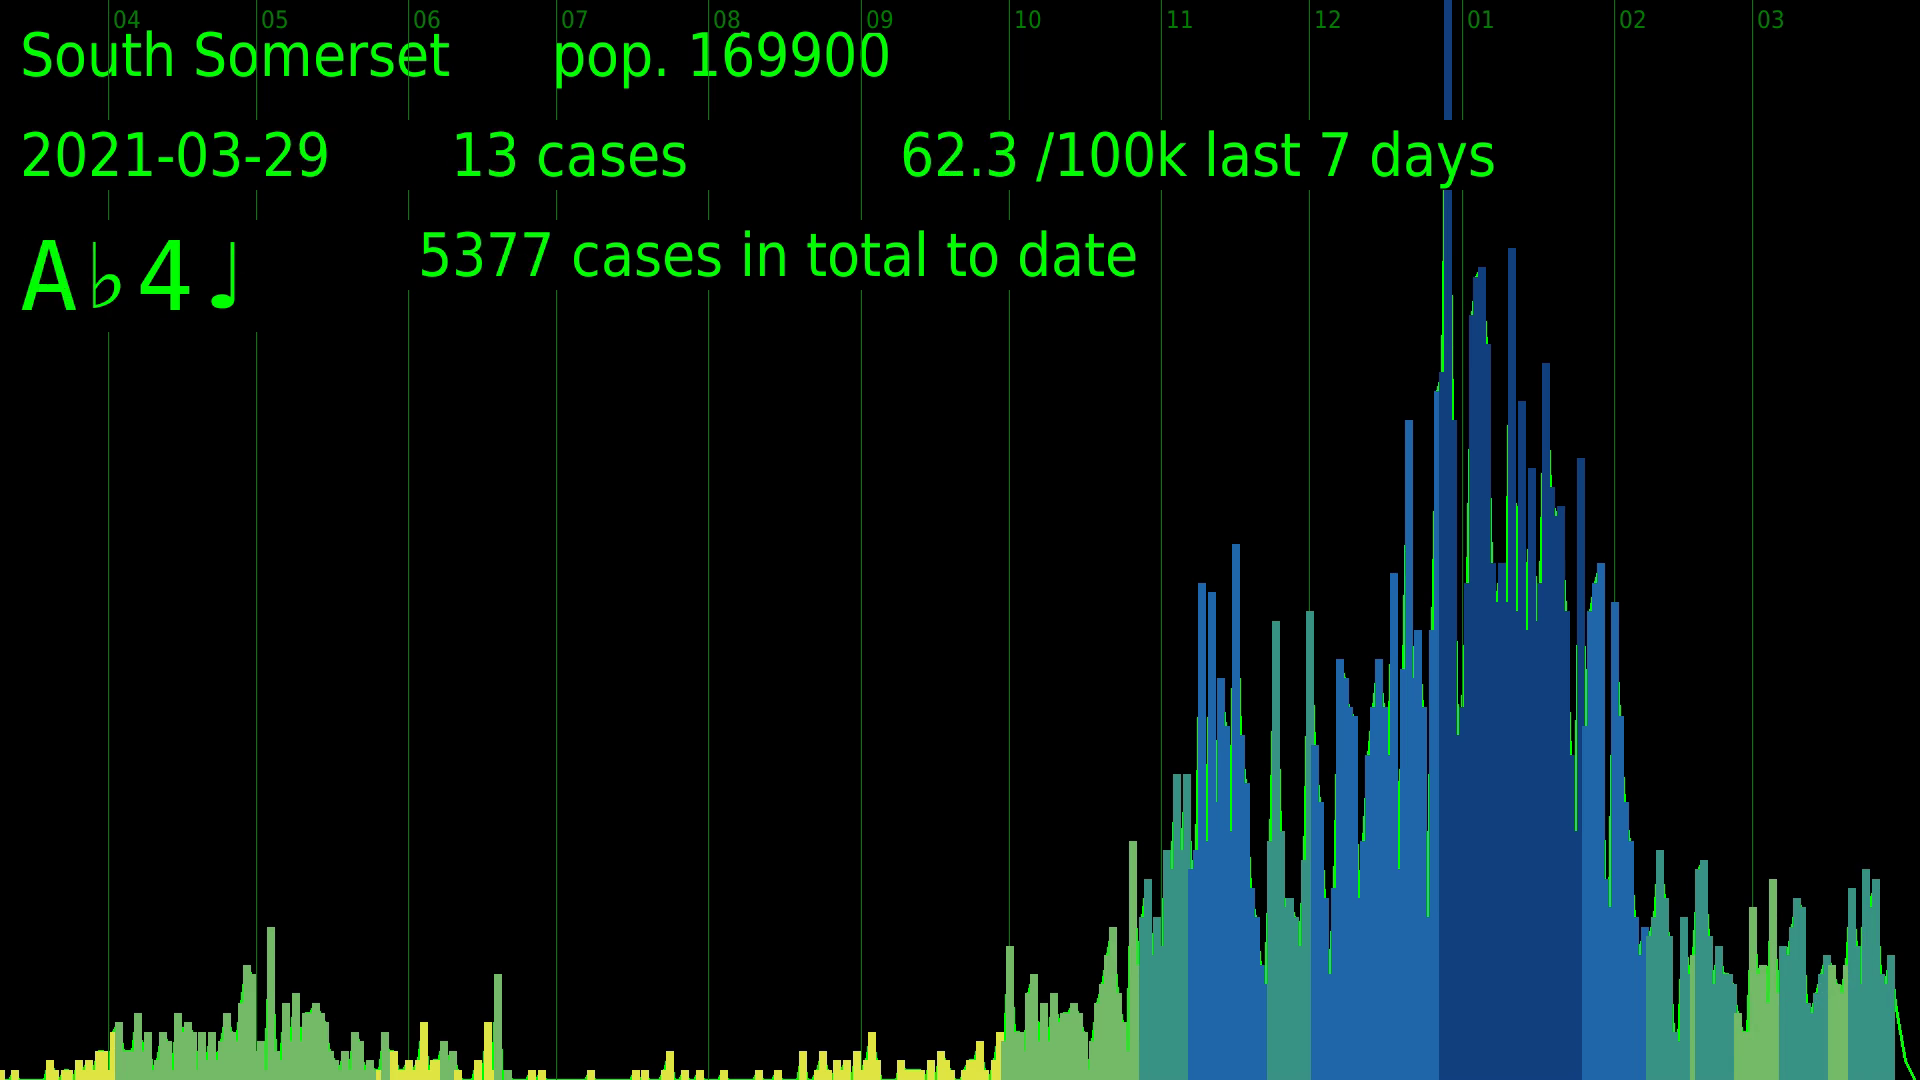 04 05 06 07 08 09 10 11 12 01 02 03
South Somerset pop. 169900
2021-03-29 13 cases 62.3 /100k last 7 days
A♭4♩ 5377 cases in total to date